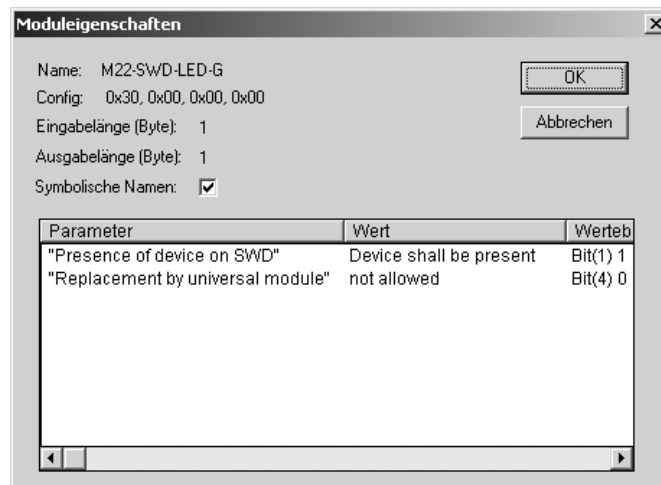 Moduleigenschaften
Name: M22-SWD-LED-G
OK
Config: 0x30, 0x00, 0x00, 0x00
Eingabelänge (Byte): 1
Abbrechen
Ausgabelänge (Byte): 1
Symbolische Namen:
Parameter Wert Werteb
"Presence of device on SWD" Device shall be present Bit(1) 1
"Replacement by universal module" not allowed Bit(4) 0